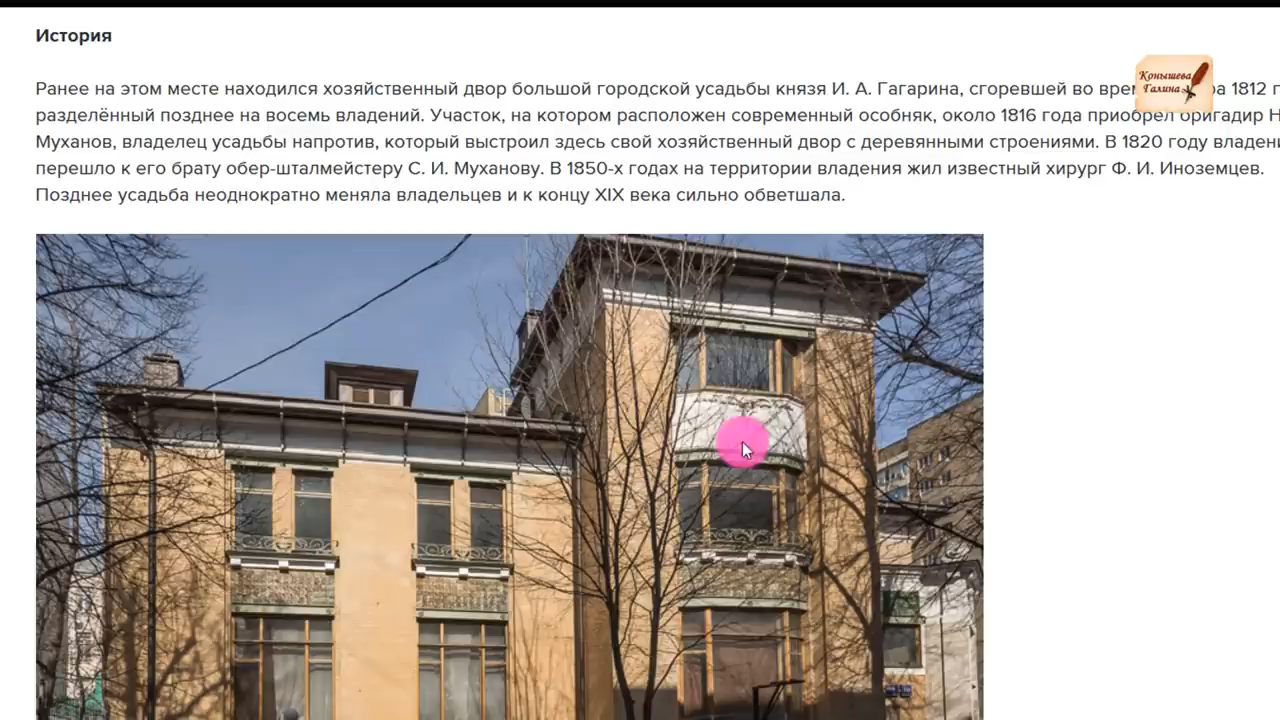 История
Ранее на этом месте находился хозяйственный двор большой городской усадьбы князя И. А. Гагарина, сгоревшей во 1812
разделённый позднее на восемь владений. Участок, на котором расположен современный особняк, около 1816 года приобрёл бригадир Н
Муханов, владелец усадьбы напротив, который выстроил здесь свой хозяйственный двор с деревянными строениями. В 1820 году
перешло к его брату обер-шталмейстеру С. И. Муханову. В 1850-х годах на территории владения жил известный хирург Ф. И. Иноземцев.
Позднее усадьба неоднократно меняла владельцев и к концу XIX века сильно обветшала.
Конышева
Галина